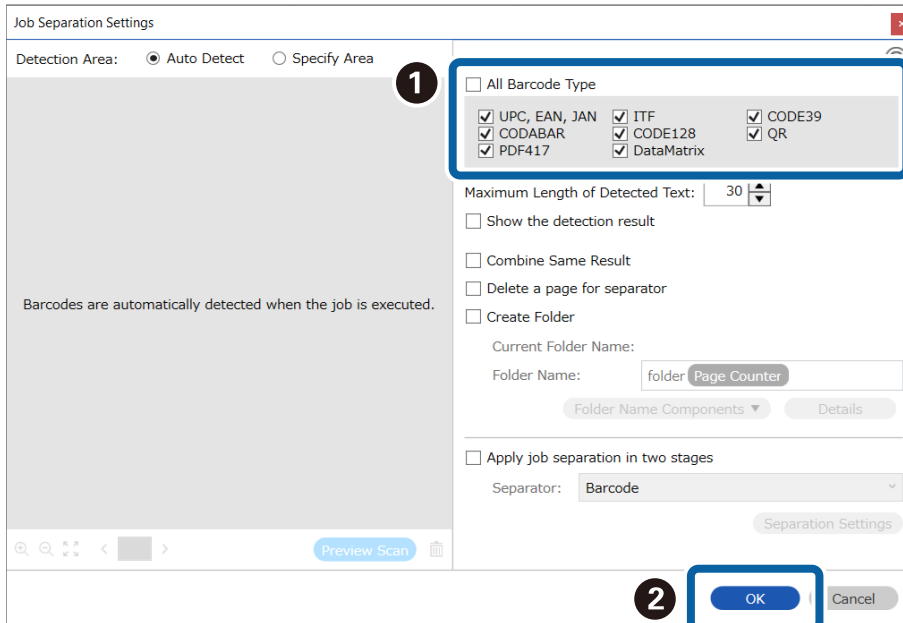 Job Separation Settings
Detection Area: Auto Detect Specify Area
1
All Barcode Type
UPC, EAN, JAN ITF CODE39
CODABAR CODE128 QR
PDF417 DataMatrix
Maximum Length of Detected Text: 30
Show the detection result
Combine Same Result
Delete a page for separator
Barcodes are automatically detected when the job is executed.
Create Folder
Current Folder Name:
Folder Name: folder Page Counter
Folder Name Components Details
Apply job separation in two stages
Separator: Barcode
Separation Settings
Preview Scan
2
OK Cancel